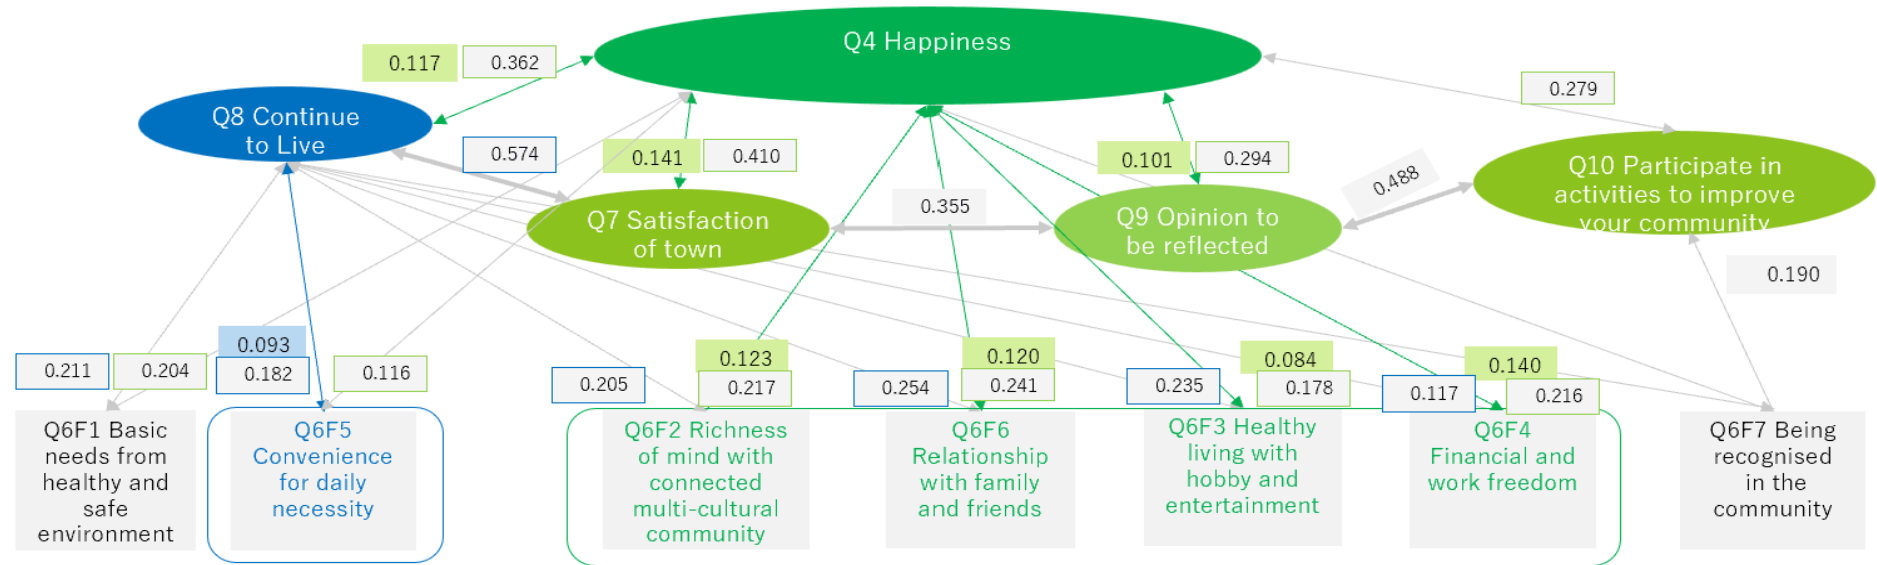 Q4 Happiness
0.117
0.362
0.279
Q8 Continue
to Live
0.574
0.141
0.410
0.101
0.294
Q10 Participate in
activities to improve
your community
0.488
Q7 Satisfaction
of town
0.355
Q9 Opinion to
be reflected
0.190
0.211
0.204
0.093
0.182
0.116
0.205
0.123
0.217
0.254
0.120
0.241
0.235
0.084
0.178
0.117
0.140
0.216
Q6F1 Basic
needs from
healthy and
safe
environment
Q6F5
Convenience
for daily
necessity
Q6F2 Richness
of mind with
connected
multi-cultural
community
Q6F6
Relationship
with family
and friends
Q6F3 Healthy
living with
hobby and
entertainment
Q6F4
Financial and
work freedom
Q6F7 Being
recognised
in the
community